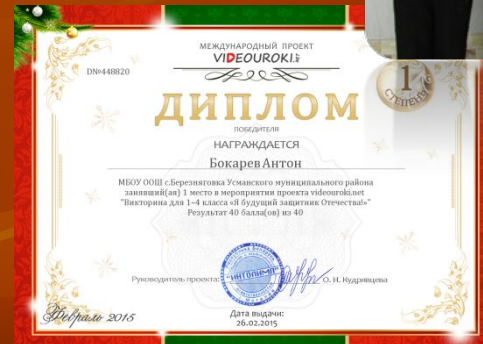 МЕЖДУНАРОДНЫЙ ПРОЕКТ
DN№448820
VIDEOUROKI.NET
1
СТЕПЕНЬ
ДИПЛОМ
ПОБЕДИТЕЛЯ
НАГРАЖДАЕТСЯ
Бокарев Антон
МБОУ ООШ с.Березняговка Усманского муниципального района
занявший(ая) 1 место в мероприятии проекта videouroki.net
"Викторина для 1-4 класса «Я будущий защитник Отечества!»"
Результат 40 балла(ов) из 40
Руководитель проекта:
О. Н. Кудрявцева
Февраль 2015
Дата выдачи:
26.02.2015